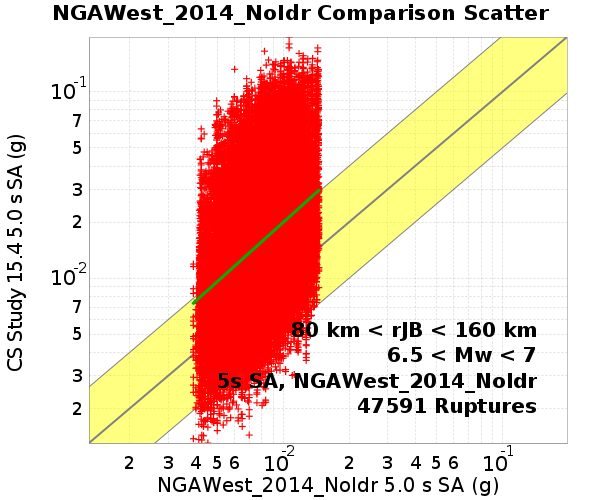 NGAWest_2014_NoIdr Comparison Scatter
CS Study 15.4 5.0 s SA (g)
10-1
7
5
3
2
10-2
7
5
3
2
80 km < rJB < 160 km
6.5 < Mw < 7
5s SA, NGAWest_2014_NoIdr
47591 Ruptures
2 3 4 5 6 10-2 2 3 4 5 6 10-1
NGAWest_2014_NoIdr 5.0 s SA (g)